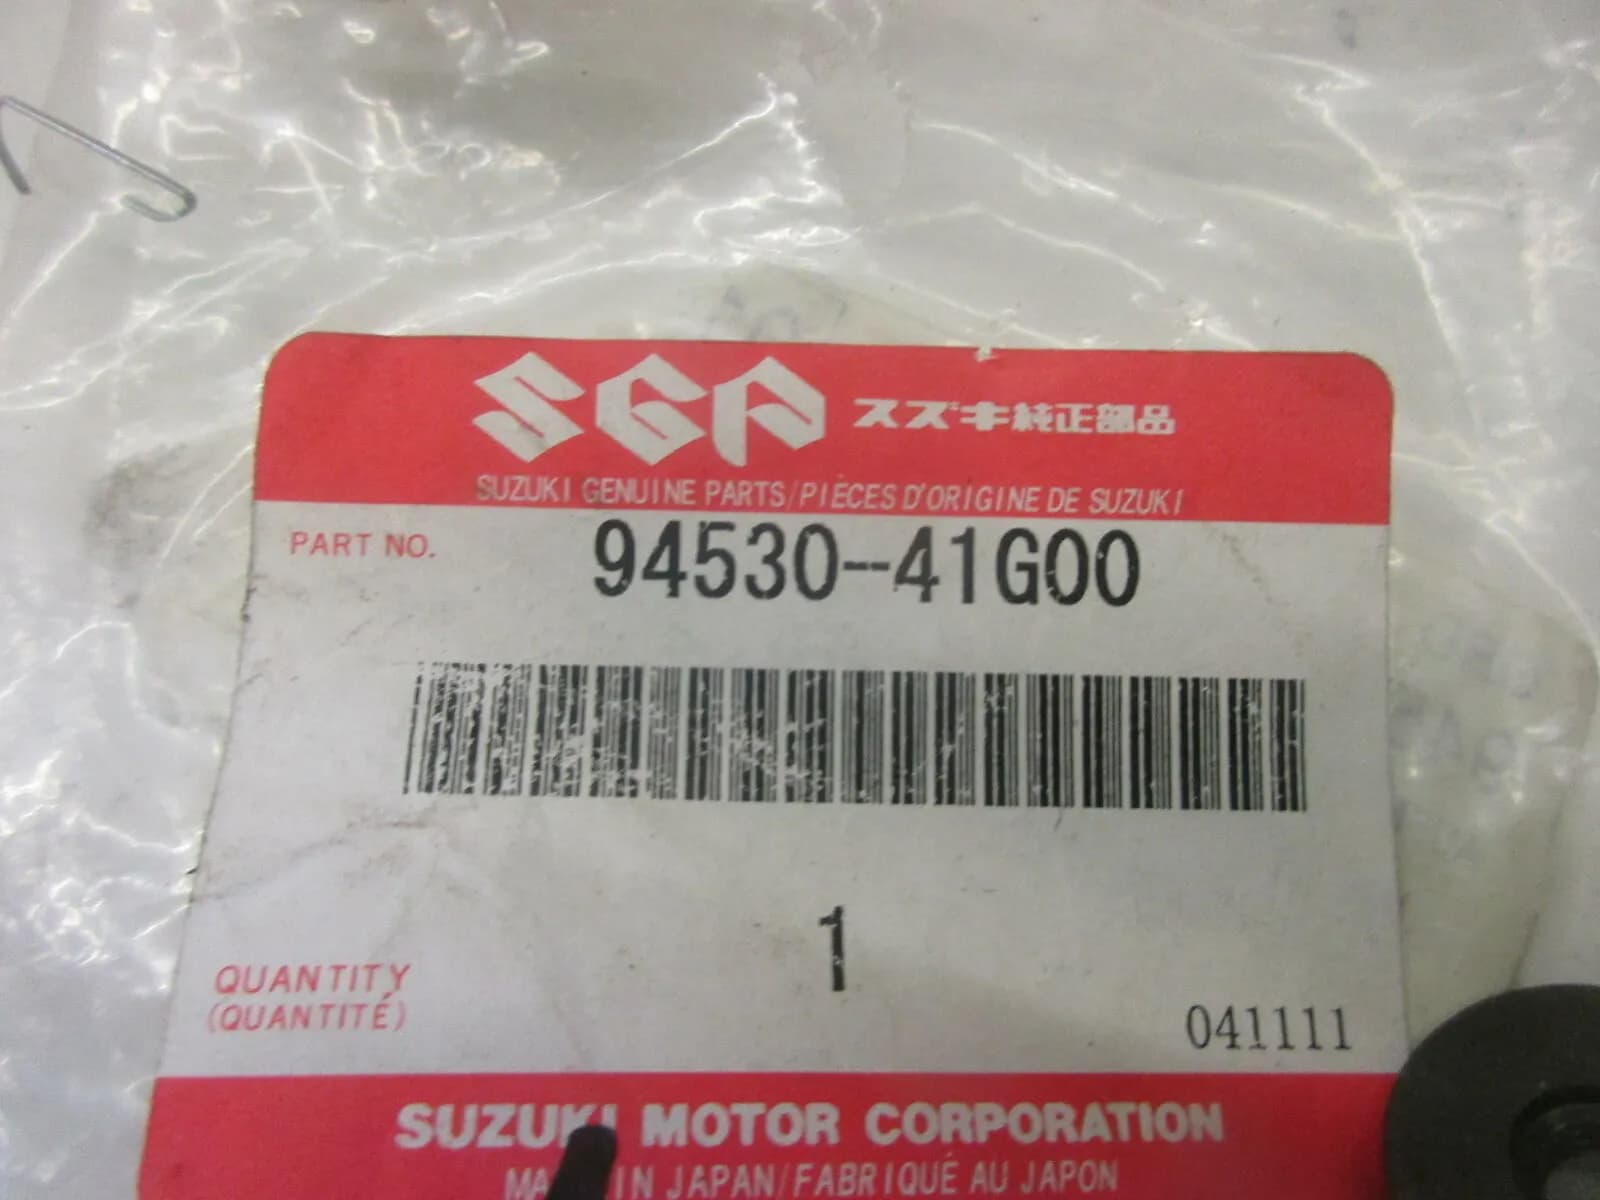 SGP スズキ純正部品
SUZUKI GENUINE PARTS/PIÈCES D'ORIGINE DE SUZUKI
PART NO. 94530-41G00
1
QUANTITY
(QUANTITÉ)
041111
SUZUKI MOTOR CORPORATION
IN JAPAN/FABRIQUÉ AU JAPON